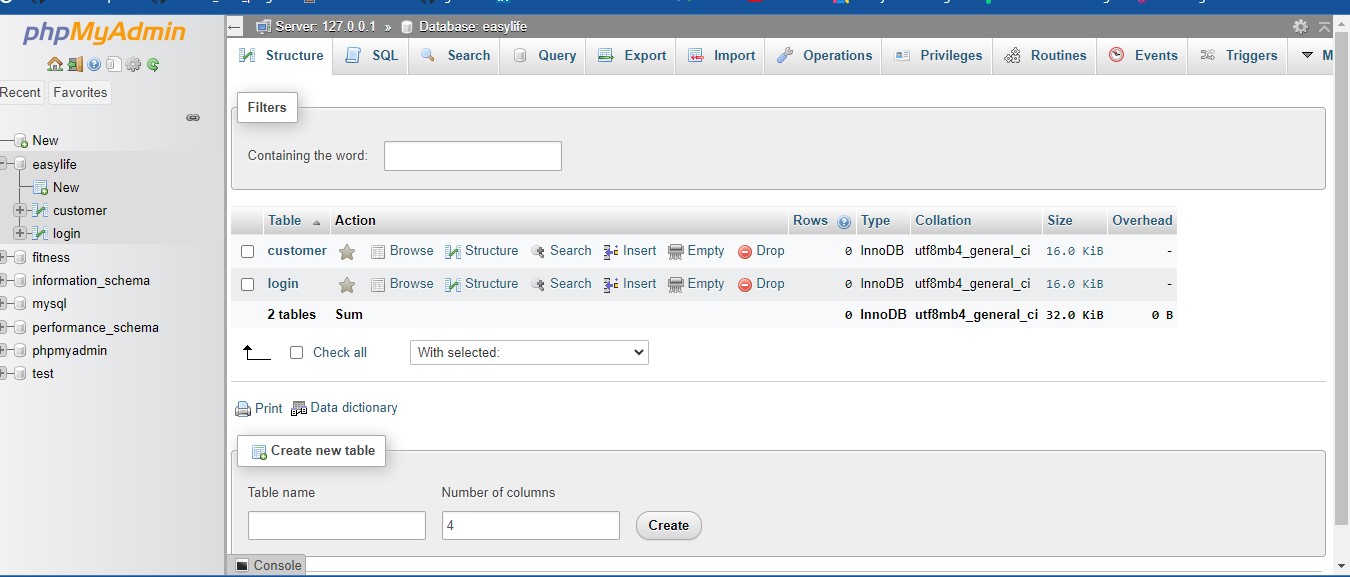 phpMyAdmin
Recent Favorites
New
easylife
New
customer
login
fitness
information_schema
mysql
performance_schema
phpmyadmin
test
Server: 127.0.0.1 » Database: easylife
Structure SQL Search Query Export Import Operations Privileges Routines Events Triggers M
Filters
Containing the word:
Table Action Rows Type Collation Size Overhead
customer Browse Structure Search Insert Empty Drop 0 InnoDB utf8mb4_general_ci 16.0 KiB -
login Browse Structure Search Insert Empty Drop 0 InnoDB utf8mb4_general_ci 16.0 KiB -
2 tables Sum 0 InnoDB utf8mb4_general_ci 32.0 KiB 0 B
Check all With selected:
Print Data dictionary
Create new table
Table name Number of columns
4 Create
Console